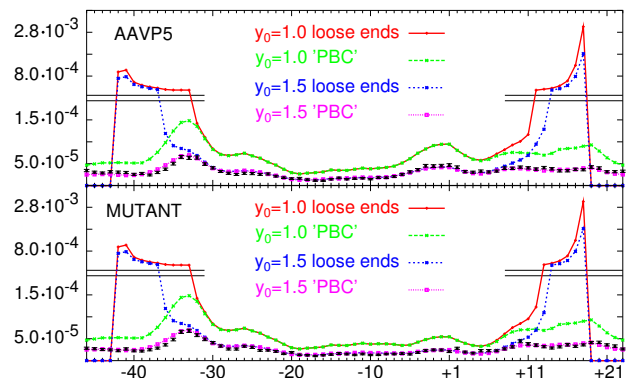 AAVP5
y₀=1.0 loose ends
y₀=1.0 'PBC'
y₀=1.5 loose ends
y₀=1.5 'PBC'
2.8·10⁻³
8.0·10⁻⁴
1.5·10⁻⁴
5.0·10⁻⁵
MUTANT
y₀=1.0 loose ends
y₀=1.0 'PBC'
y₀=1.5 loose ends
y₀=1.5 'PBC'
2.8·10⁻³
8.0·10⁻⁴
1.5·10⁻⁴
5.0·10⁻⁵
-40 -30 -20 -10 +1 +11 +21